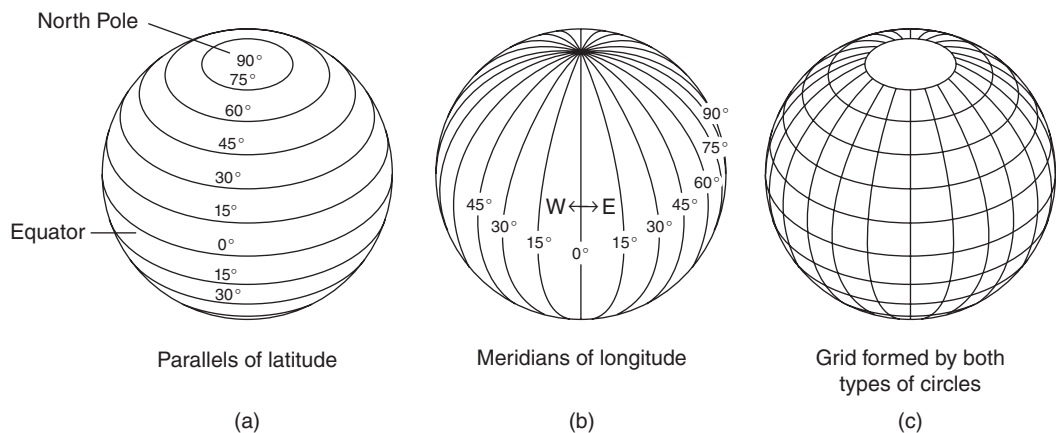 North Pole
90°
75°
60°
45°
30°
15°
Equator
0°
15°
30°
Parallels of latitude
(a)
90°
75°
60°
45°
30°
15°
W ↔ E
0°
15°
30°
45°
Meridians of longitude
(b)
Grid formed by both
types of circles
(c)